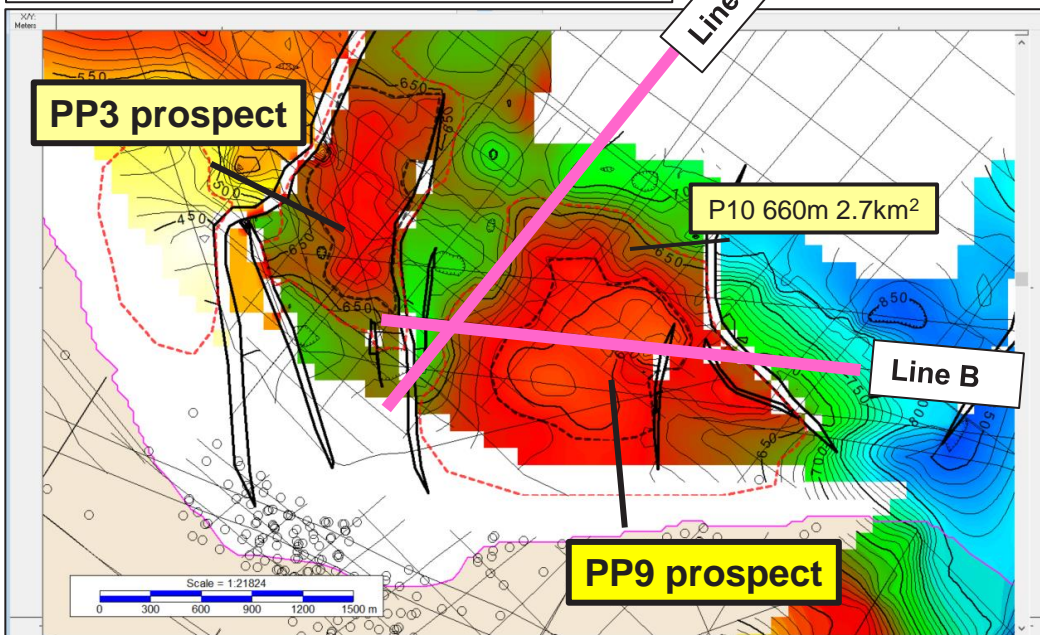 X/Y:
Meters
Line
550
650
PP3 prospect
650
500
450
P10 660m 2.7km²
650
650
650
850
Line B
750
800
650
700
PP9 prospect
Scale = 1:21824
0 300 600 900 1200 1500 m